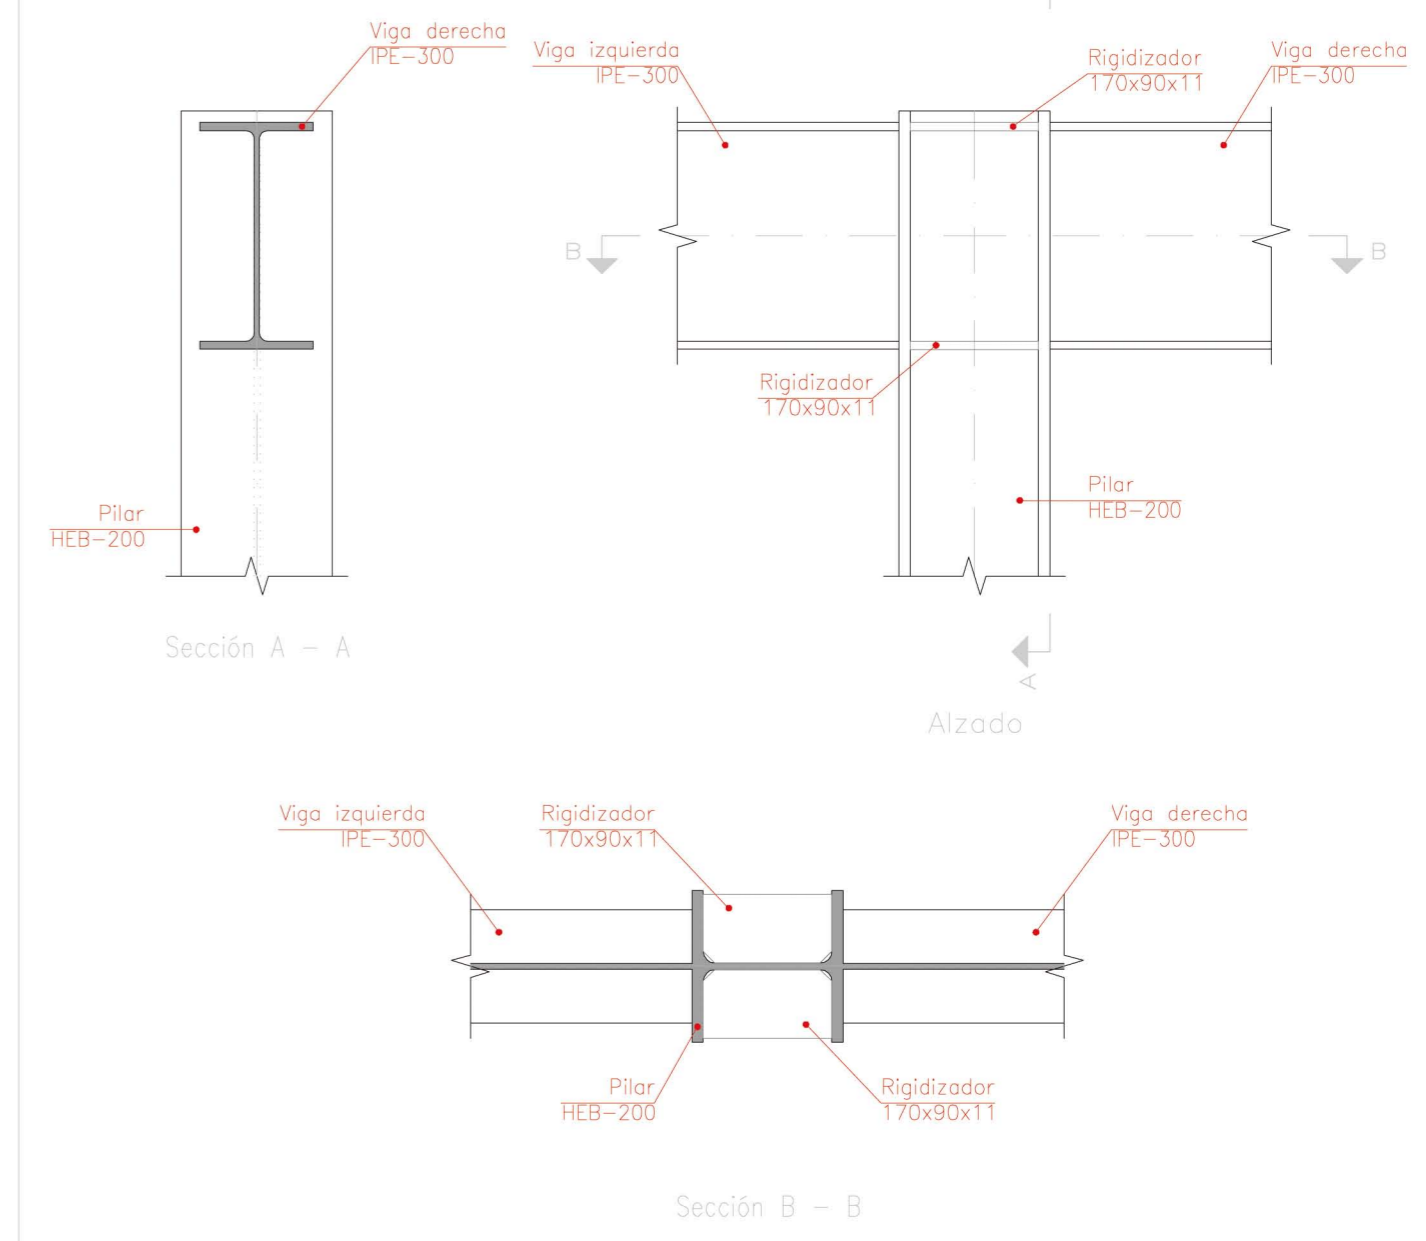 Viga derecha
IPE-300
Pilar
HEB-200
Sección A - A
Viga izquierda
IPE-300
Rigidizador
170x90x11
Viga derecha
IPE-300
B
B
Rigidizador
170x90x11
Pilar
HEB-200
A
Alzado
Viga izquierda
IPE-300
Rigidizador
170x90x11
Viga derecha
IPE-300
Pilar
HEB-200
Rigidizador
170x90x11
Sección B - B